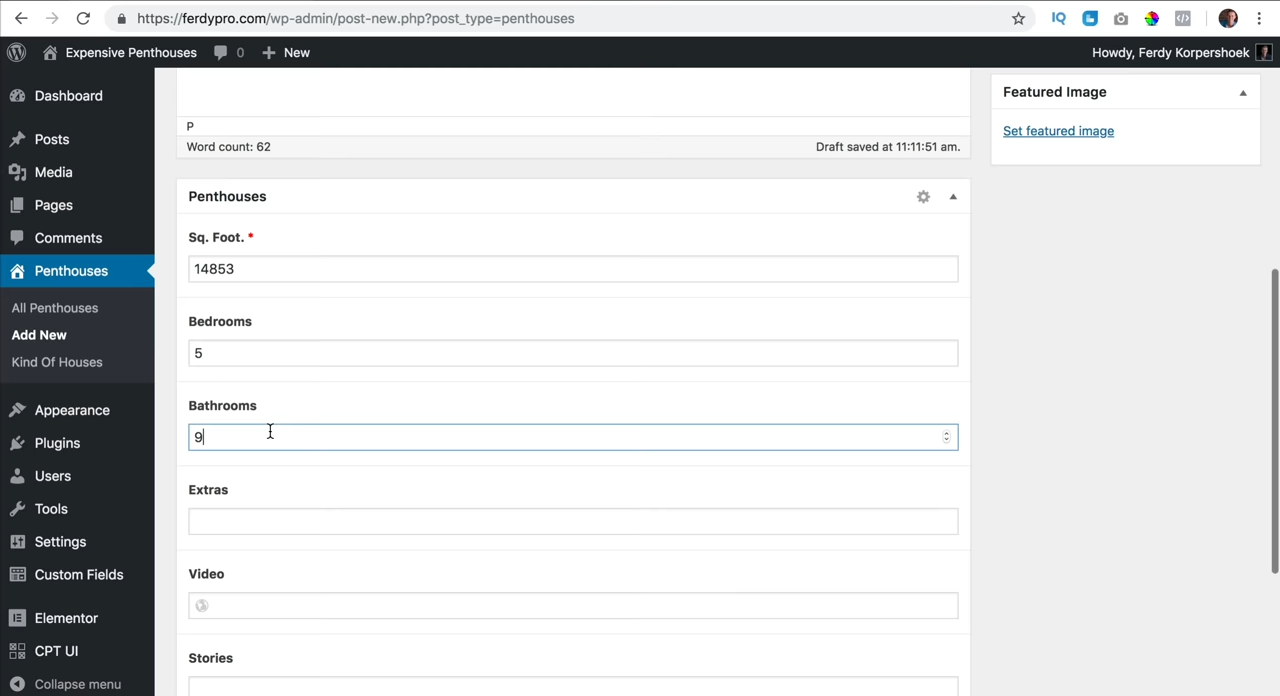 https://ferdypro.com/wp-admin/post-new.php?post_type=penthouses
IQ
Expensive Penthouses
0
New
Howdy, Ferdy Korpershoek
Dashboard
Posts
Media
Pages
Comments
Penthouses
All Penthouses
Add New
Kind Of Houses
Appearance
Plugins
Users
Tools
Settings
Custom Fields
Elementor
CPT UI
Collapse menu
P
Word count: 62
Draft saved at 11:11:51 am.
Penthouses
Sq. Foot. *
14853
Bedrooms
5
Bathrooms
9
Extras
Video
Stories
Featured Image
Set featured image